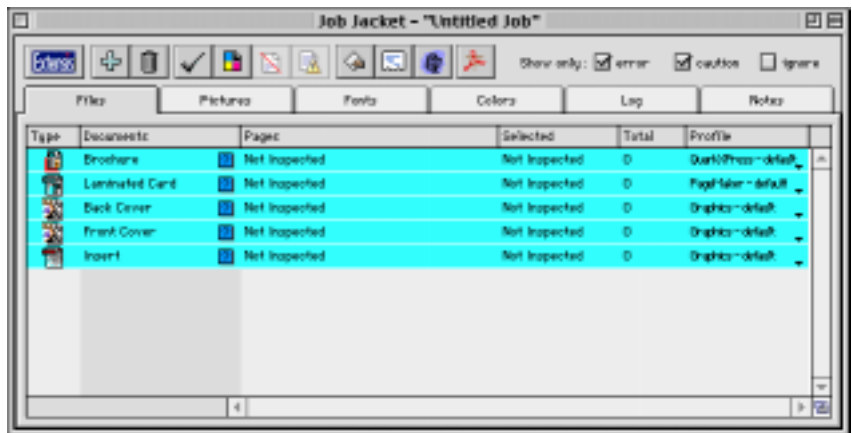 Job Jacket - "Untitled Job"
Extensis Show only: error caution ignore
Files Pictures Fonts Colors Log Notes
Type Documents Pages Selected Total Profile
Brochure ? Not Inspected Not Inspected 0 QuarkXPress - default
Laminated Card ? Not Inspected Not Inspected 0 PageMaker - default
Back Cover ? Not Inspected Not Inspected 0 Graphics - default
Front Cover ? Not Inspected Not Inspected 0 Graphics - default
Insert ? Not Inspected Not Inspected 0 Graphics - default